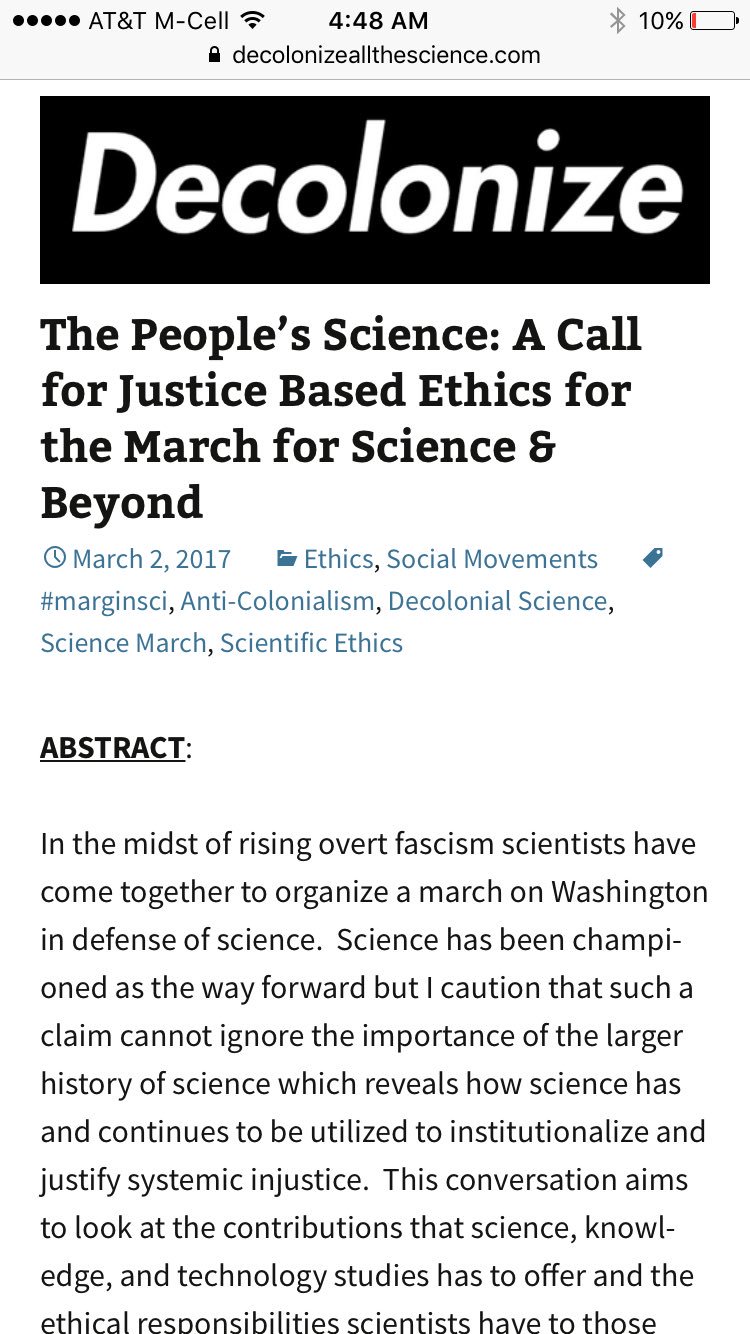 AT&T M-Cell 4:48 AM 10%
decolonizeallthescience.com
Decolonize
The People’s Science: A Call
for Justice Based Ethics for
the March for Science &
Beyond
March 2, 2017 Ethics, Social Movements
#marginsci, Anti-Colonialism, Decolonial Science,
Science March, Scientific Ethics
ABSTRACT:
In the midst of rising overt fascism scientists have
come together to organize a march on Washington
in defense of science.  Science has been champi-
oned as the way forward but I caution that such a
claim cannot ignore the importance of the larger
history of science which reveals how science has
and continues to be utilized to institutionalize and
justify systemic injustice.  This conversation aims
to look at the contributions that science, knowl-
edge, and technology studies has to offer and the
ethical responsibilities scientists have to those